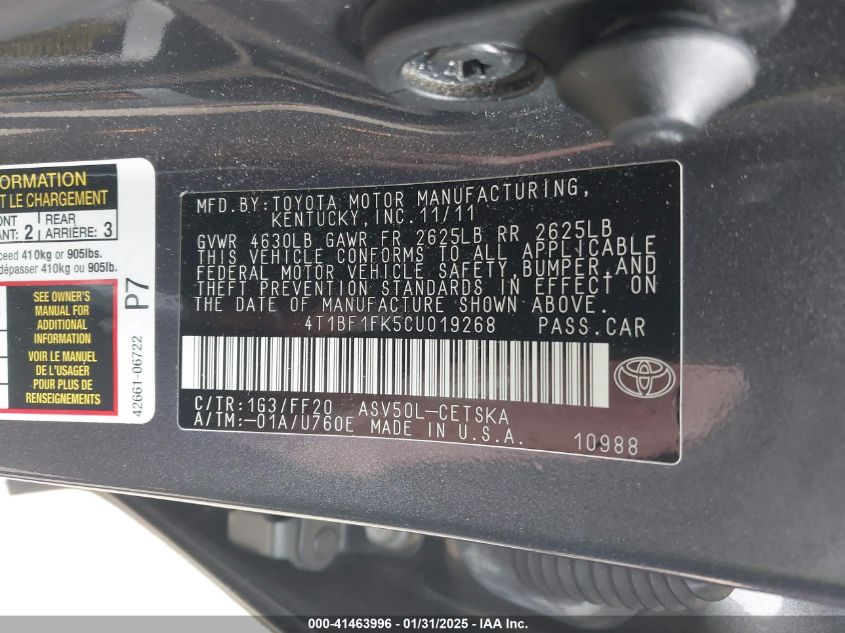 ORMATION
T LE CHARGEMENT
ONT 2 REAR 3
ANT: ARRIÈRE:
ceed 410kg or 905lbs.
dépasser 410kg ou 905lb.
SEE OWNER'S
MANUAL FOR
ADDITIONAL
INFORMATION
VOIR LE MANUEL
DE L'USAGER
POUR PLUS DE
RENSEIGNEMENTS
P7
42661-06722
MFD.BY:TOYOTA MOTOR MANUFACTURING,
KENTUCKY,INC.11/11
GVWR 4630LB GAWR FR 2625LB RR 2625LB
THIS VEHICLE CONFORMS TO ALL APPLICABLE
FEDERAL MOTOR VEHICLE SAFETY,BUMPER,AND
THEFT PREVENTION STANDARDS IN EFFECT ON
THE DATE OF MANUFACTURE SHOWN ABOVE.
4T1BF1FK5CU019268 PASS.CAR
C/TR:1G3/FF20 ASV50L-CETSKA
A/TM:-01A/U760E MADE IN U.S.A. 10988
000-41463996 - 01/31/2025 - IAAI Inc.